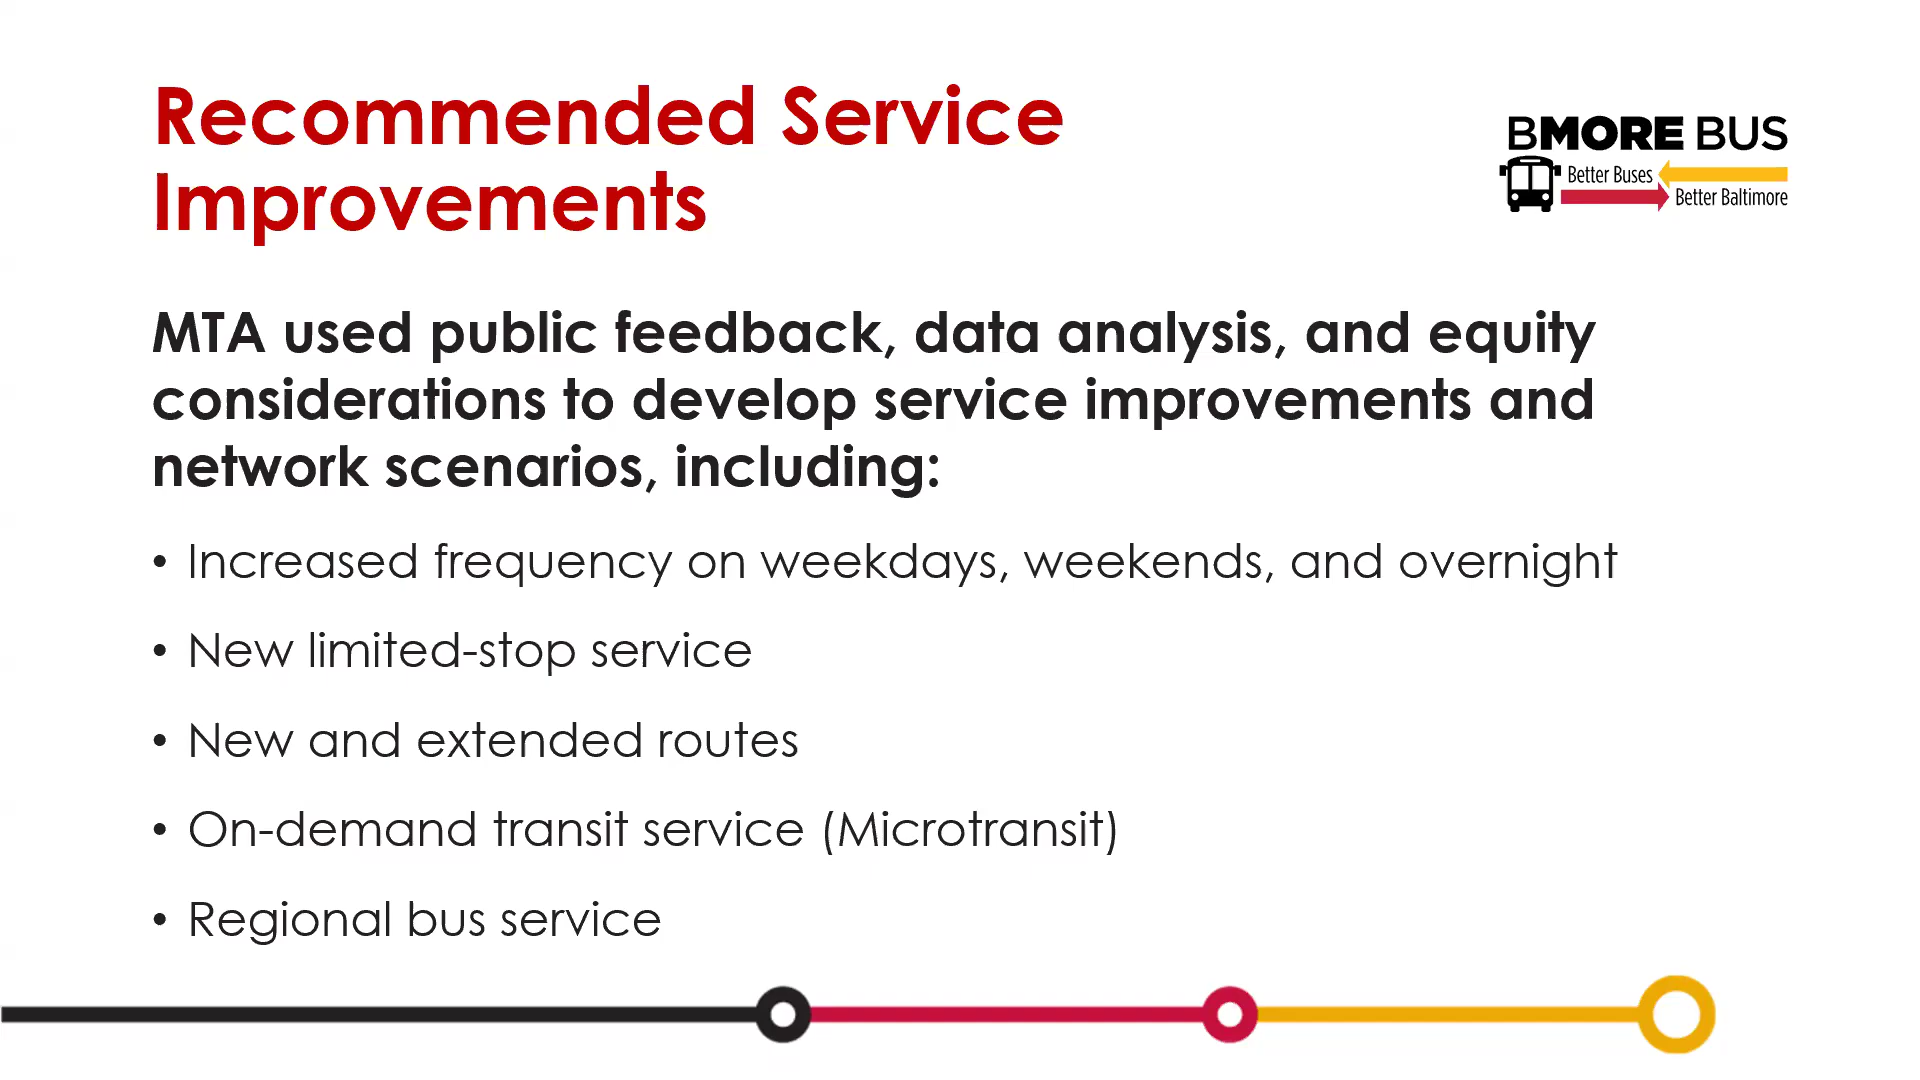 Recommended Service
Improvements
BMORE BUS
Better Buses
Better Baltimore
MTA used public feedback, data analysis, and equity
considerations to develop service improvements and
network scenarios, including:
• Increased frequency on weekdays, weekends, and overnight
• New limited-stop service
• New and extended routes
• On-demand transit service (Microtransit)
• Regional bus service